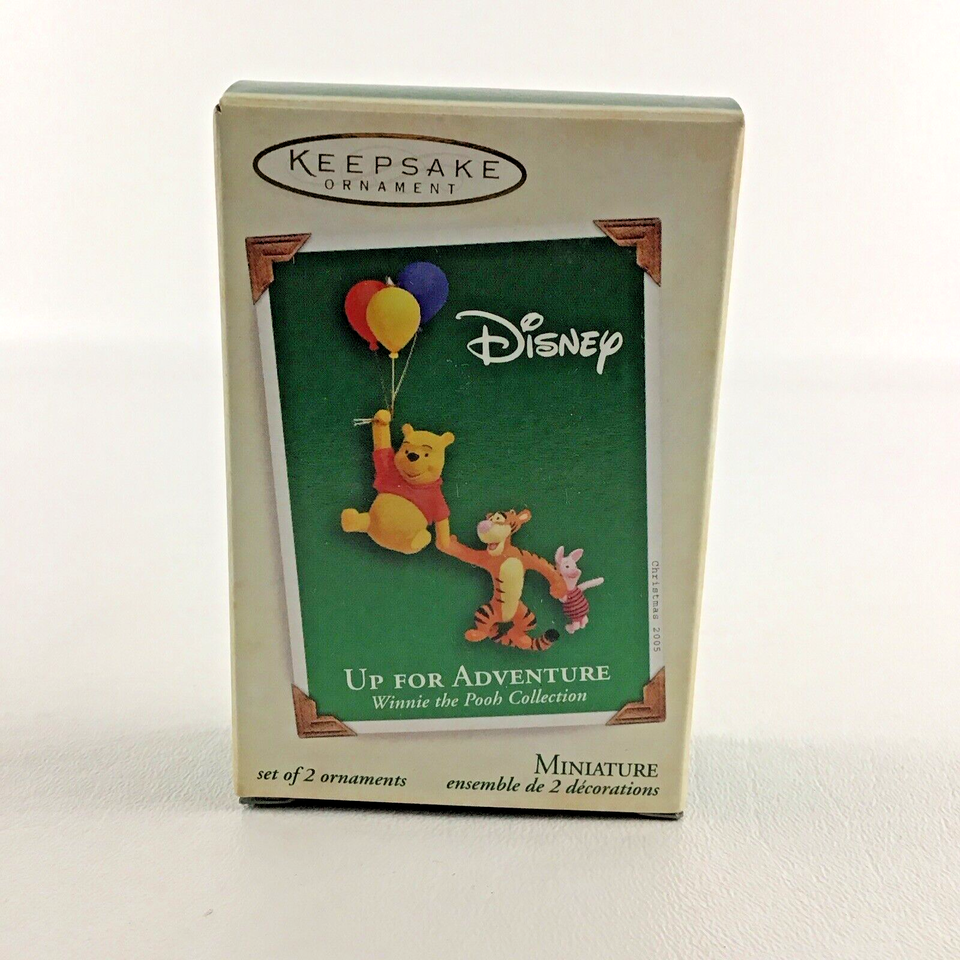 KEEPSAKE
ORNAMENT
Disney
Christmas 2005
UP FOR ADVENTURE
Winnie the Pooh Collection
MINIATURE
set of 2 ornaments
ensemble de 2 décorations